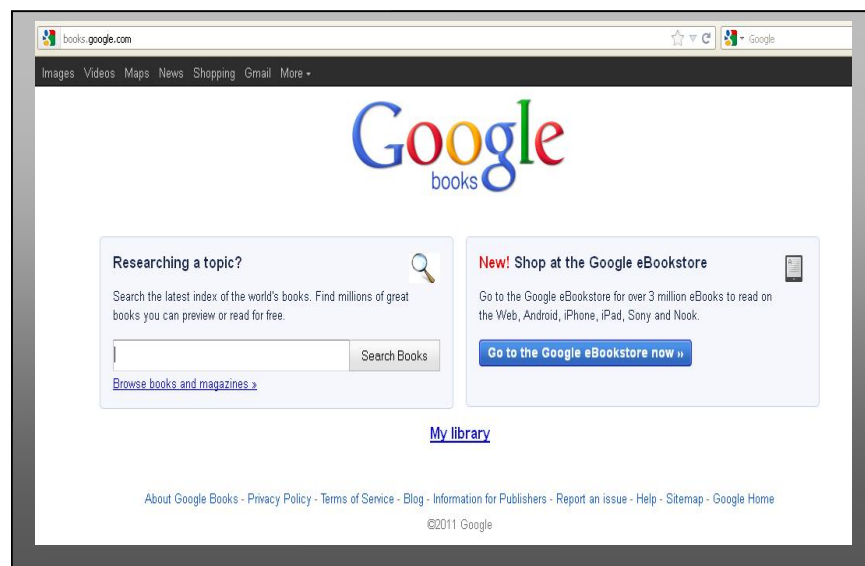 books.google.com
Google
Images Videos Maps News Shopping Gmail More
Google
books
Researching a topic?
Search the latest index of the world's books. Find millions of great
books you can preview or read for free.
Search Books
Browse books and magazines »
New! Shop at the Google eBookstore
Go to the Google eBookstore for over 3 million eBooks to read on
the Web, Android, iPhone, iPad, Sony and Nook.
Go to the Google eBookstore now »
My library
About Google Books - Privacy Policy - Terms of Service - Blog - Information for Publishers - Report an issue - Help - Sitemap - Google Home
©2011 Google